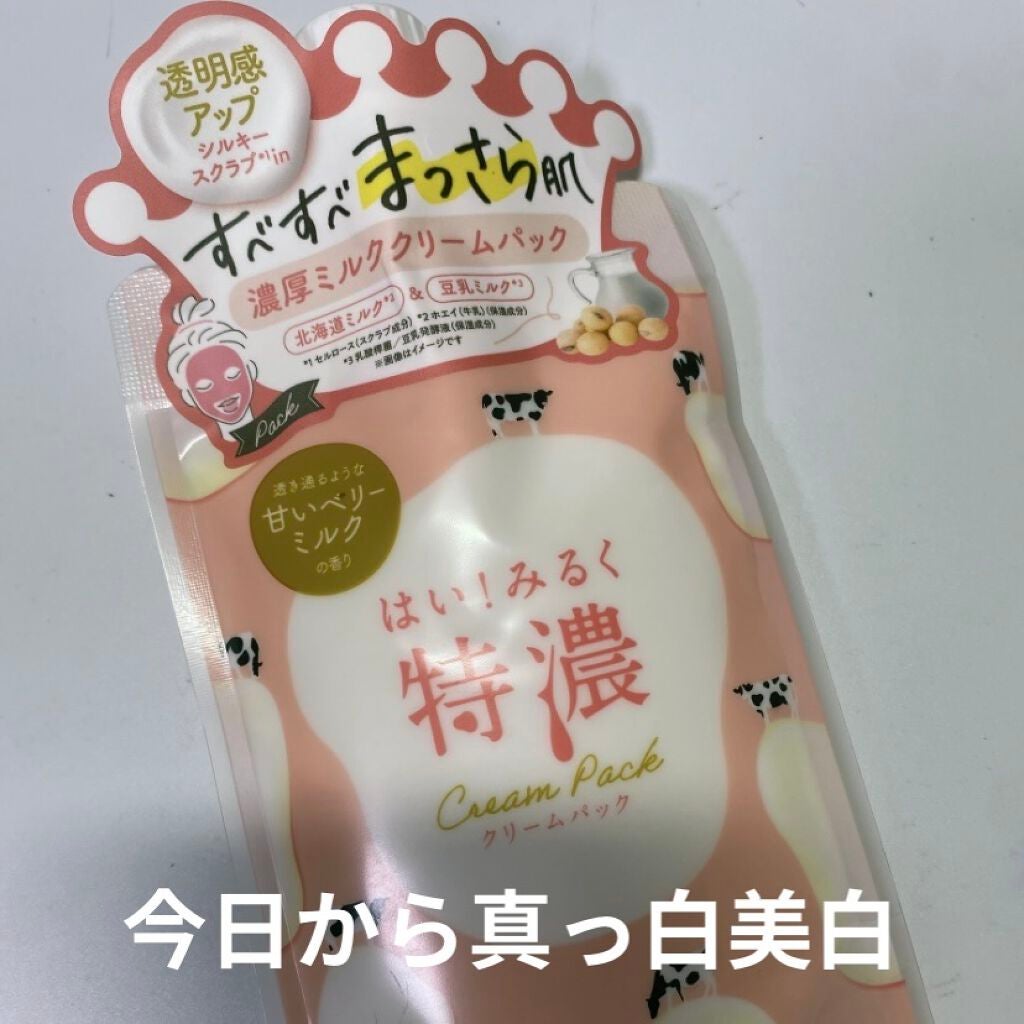 透明感
アップ
シルキー
スクラブ*1in
すべすべまっさら肌
濃厚ミルククリームパック
北海道ミルク*2 & 豆乳ミルク*3
*1 セルロース(スクラブ成分) *2 ホエイ(牛乳)(保湿成分)
*3 乳酸桿菌/豆乳発酵液(保湿成分)
※画像はイメージです
Pack
透き通るような
甘いベリー
ミルク
の香り
はい!みるく
特濃
Cream Pack
クリームパック
今日から真っ白美白